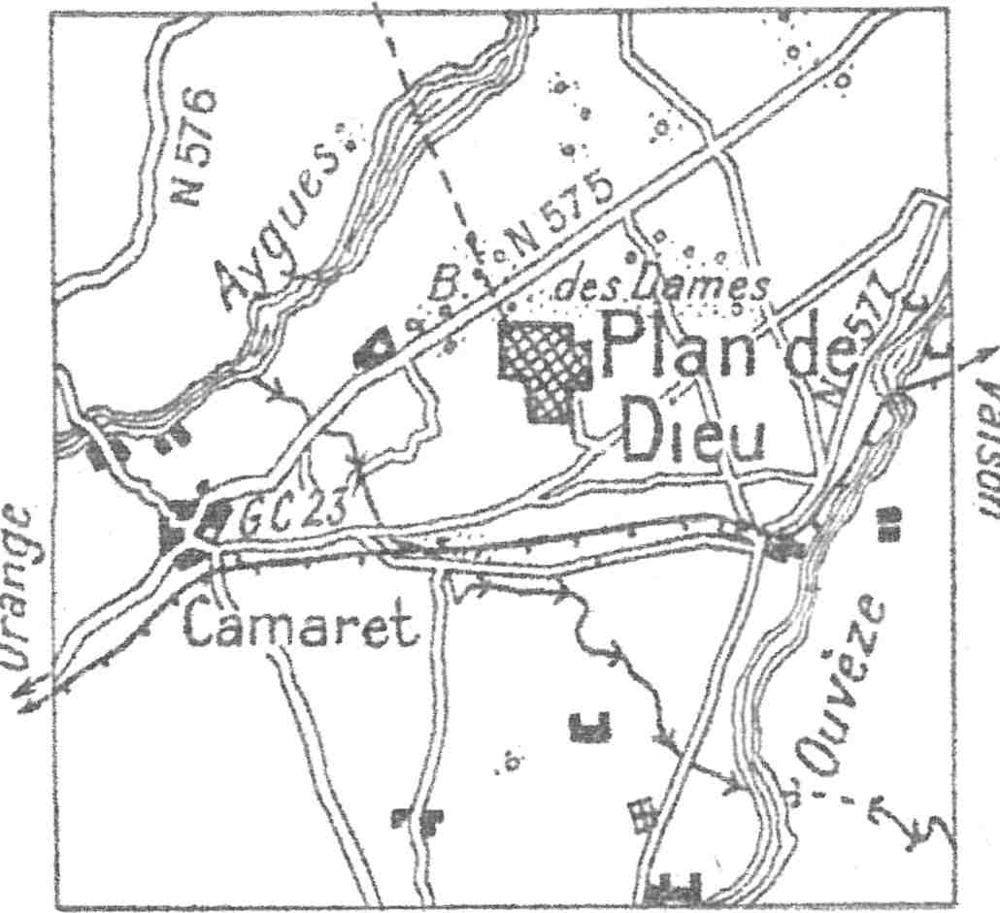 N 576
Aygues
N 575
B. des Dames
Plan de
Dieu
N 577
Vaison
GC 23
Orange
Camaret
Ouvèze